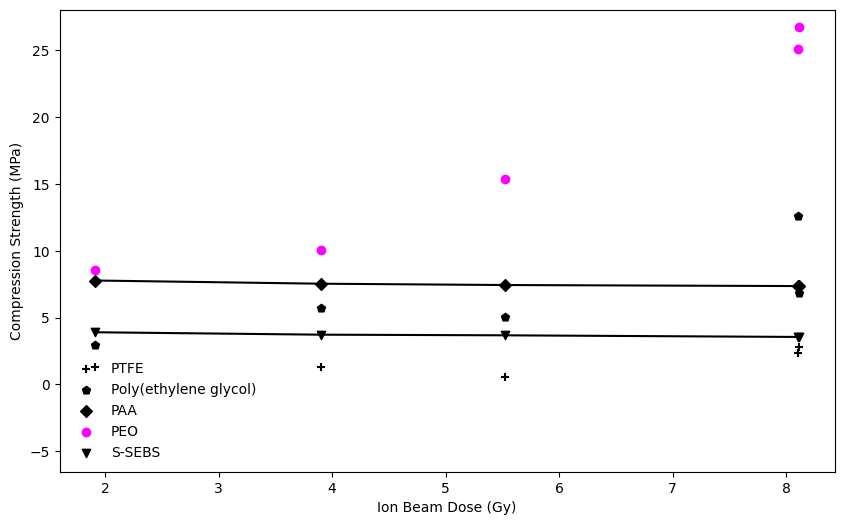 25
20
15
10
5
0
−5
Compression Strength (MPa)
PTFE
Poly(ethylene glycol)
PAA
PEO
S-SEBS
2 3 4 5 6 7 8
Ion Beam Dose (Gy)